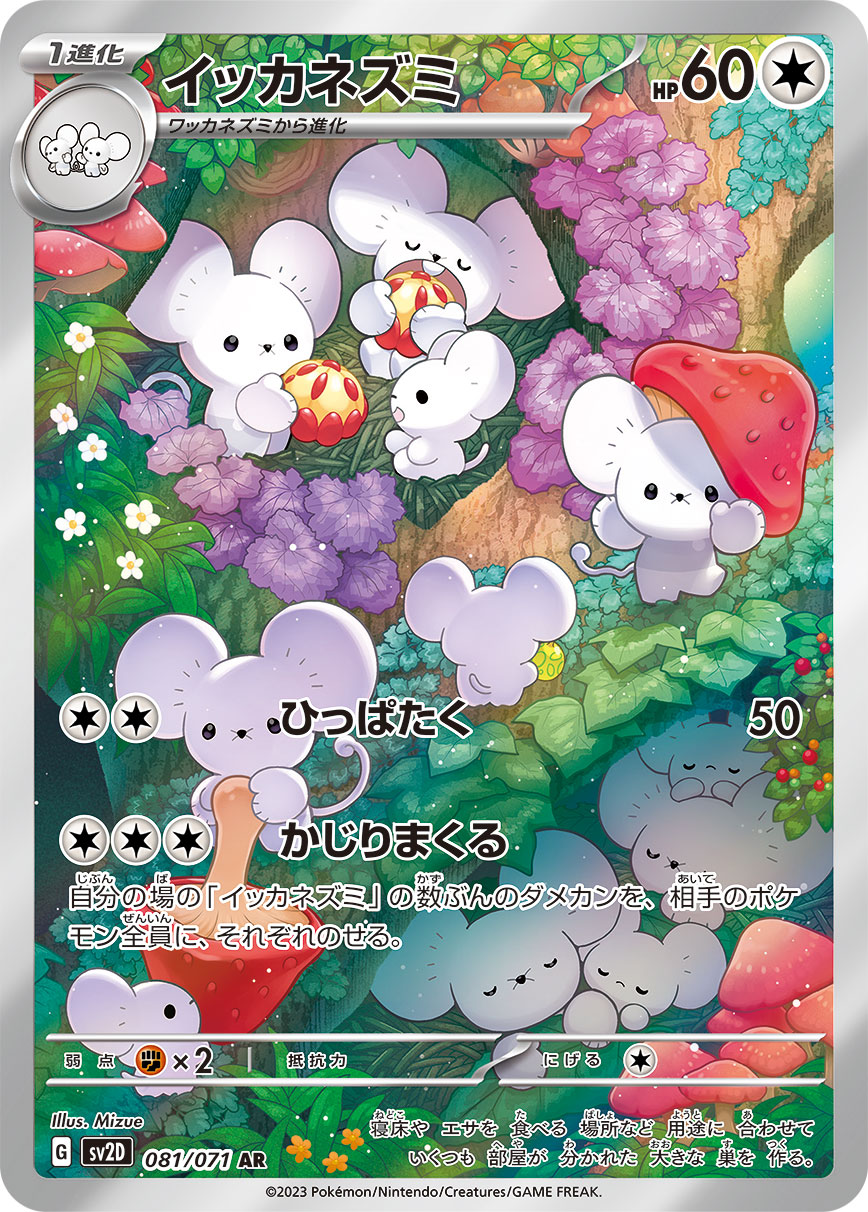 1進化
イッカネズミ
HP60
ワッカネズミから進化
ひっぱたく 50
かじりまくる
自分の場の「イッカネズミ」の数ぶんのダメカンを、相手のポケ
モン全員に、それぞれのせる。
弱点 ×2 抵抗力 にげる
Illus. Mizue
G sv2D 081/071 AR
寝床や エサを 食べる 場所など 用途に 合わせて
いくつも 部屋が 分かれた 大きな 巣を 作る。
©2023 Pokémon/Nintendo/Creatures/GAME FREAK.